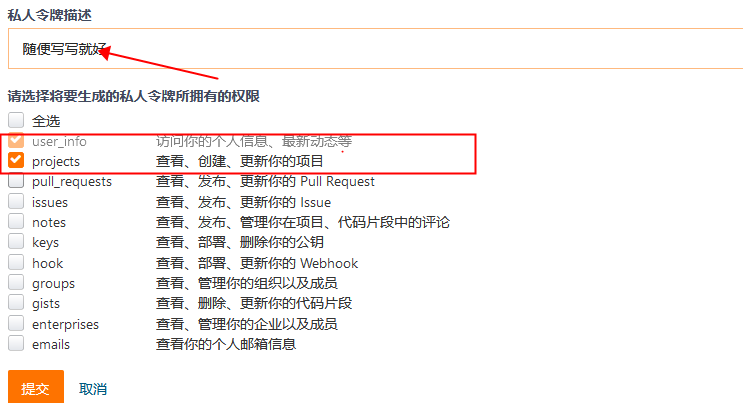 私人令牌描述
随便写写就好
请选择将要生成的私人令牌所拥有的权限
全选
user_info 访问你的个人信息、最新动态等
projects 查看、创建、更新你的项目
pull_requests 查看、发布、更新你的 Pull Request
issues 查看、发布、更新你的 Issue
notes 查看、发布、管理你在项目、代码片段中的评论
keys 查看、部署、删除你的公钥
hook 查看、部署、更新你的 Webhook
groups 查看、管理你的组织以及成员
gists 查看、删除、更新你的代码片段
enterprises 查看、管理你的企业以及成员
emails 查看你的个人邮箱信息
提交 取消